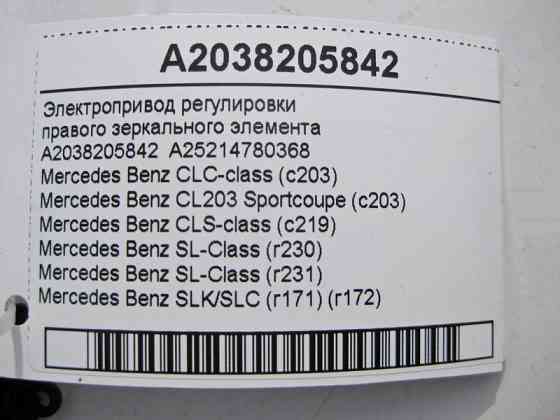 A2038205842
Электропривод регулировки
правого зеркального элемента
A2038205842 A25214780368
Mercedes Benz CLC-class (c203)
Mercedes Benz CL203 Sportcoupe (c203)
Mercedes Benz CLS-class (c219)
Mercedes Benz SL-Class (r230)
Mercedes Benz SL-Class (r231)
Mercedes Benz SLK/SLC (r171) (r172)